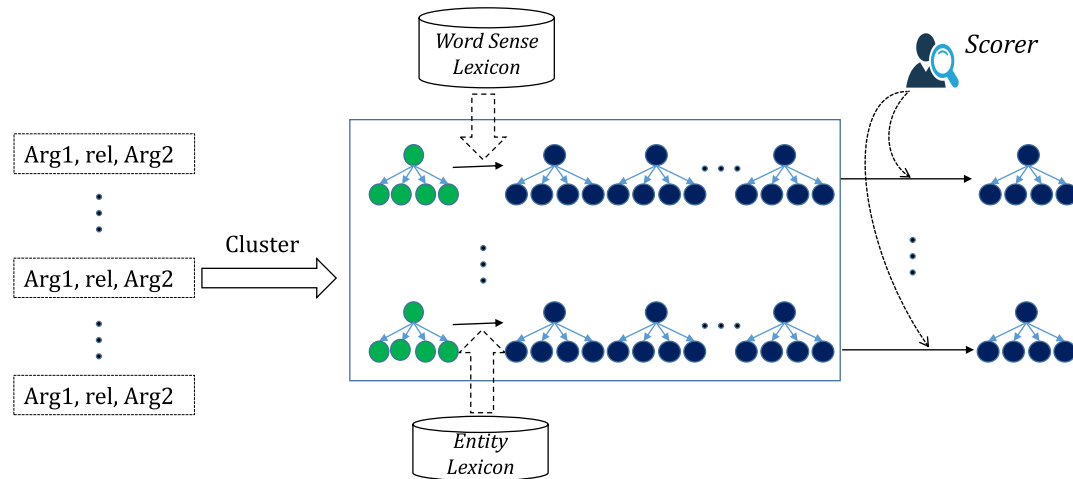 Word Sense
Lexicon
Scorer
Arg1, rel, Arg2
Cluster
Arg1, rel, Arg2
Arg1, rel, Arg2
Entity
Lexicon